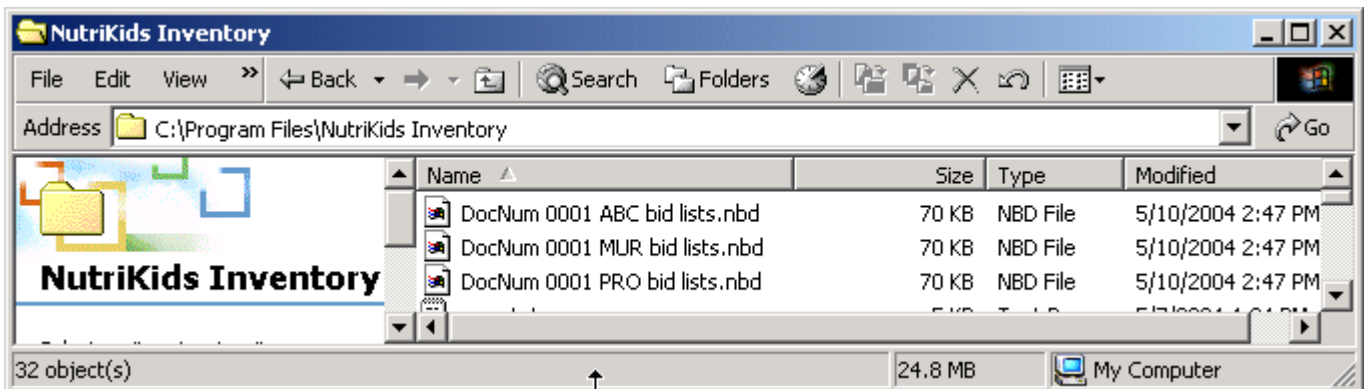 NutriKids Inventory
File Edit View » Back Search Folders
Address C:\Program Files\NutriKids Inventory Go
Name Size Type Modified
DocNum 0001 ABC bid lists.nbd 70 KB NBD File 5/10/2004 2:47 PM
DocNum 0001 MUR bid lists.nbd 70 KB NBD File 5/10/2004 2:47 PM
DocNum 0001 PRO bid lists.nbd 70 KB NBD File 5/10/2004 2:47 PM
NutriKids Inventory
32 object(s) 24.8 MB My Computer